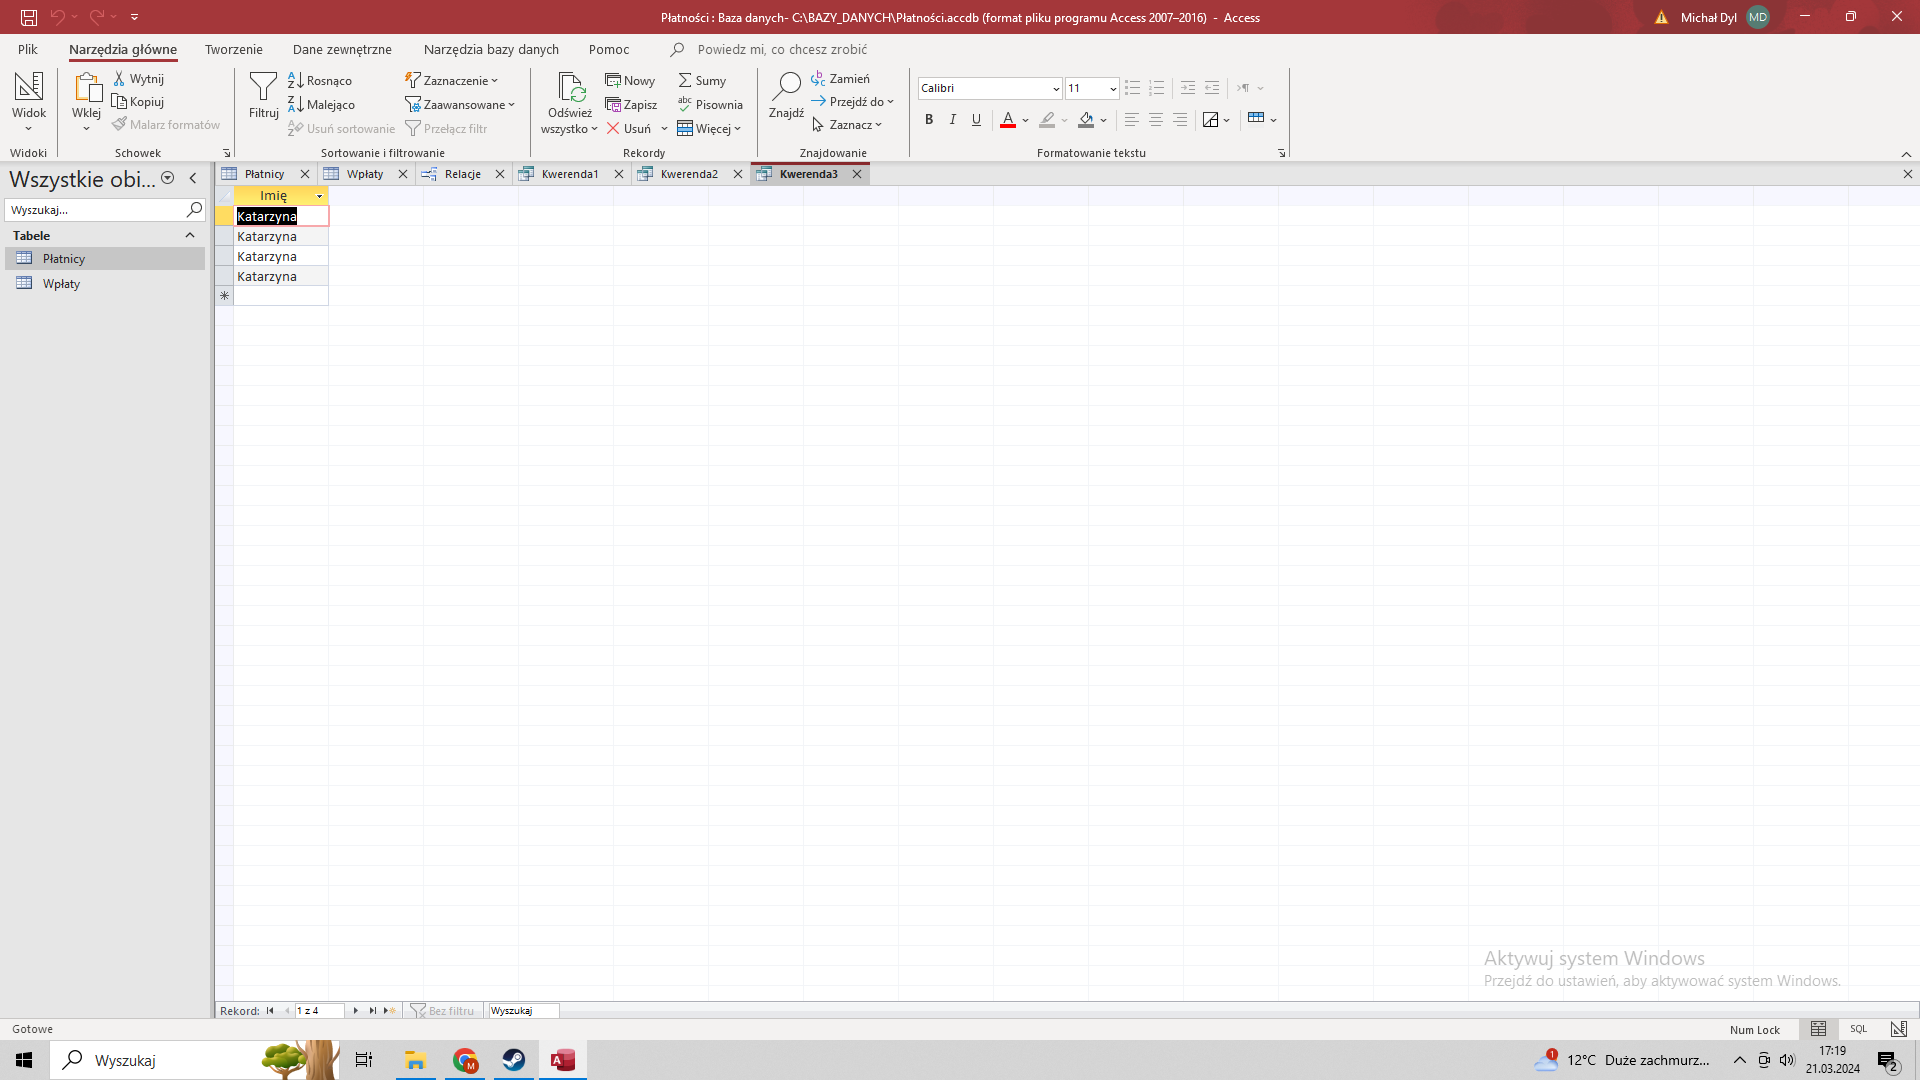 Płatności : Baza danych- C:\BAZY_DANYCH\Płatności.accdb (format pliku programu Access 2007–2016) - Access
Michał Dyl MD
Plik Narzędzia główne Tworzenie Dane zewnętrzne Narzędzia bazy danych Pomoc Powiedz mi, co chcesz zrobić
Widok
Widoki
Wklej
Wytnij
Kopiuj
Malarz formatów
Schowek
Filtruj
Rosnąco
Malejąco
Usuń sortowanie
Zaznaczenie
Zaawansowane
Przełącz filtr
Sortowanie i filtrowanie
Odśwież
wszystko
Nowy
Zapisz
Usuń
Sumy
Pisownia
Więcej
Rekordy
Znajdź
Zamień
Przejdź do
Zaznacz
Znajdowanie
Calibri 11
B I U A
Formatowanie tekstu
Wszystkie obi...
Wyszukaj...
Tabele
Płatnicy
Wpłaty
Płatnicy Wpłaty Relacje Kwerenda1 Kwerenda2 Kwerenda3
Imię
Katarzyna
Katarzyna
Katarzyna
Katarzyna
Aktywuj system Windows
Przejdź do ustawień, aby aktywować system Windows.
Rekord: 1 z 4 Bez filtru Wyszukaj
Gotowe
Num Lock SQL
Wyszukaj
M
A
1
12°C Duże zachmurz...
17:19
21.03.2024
2